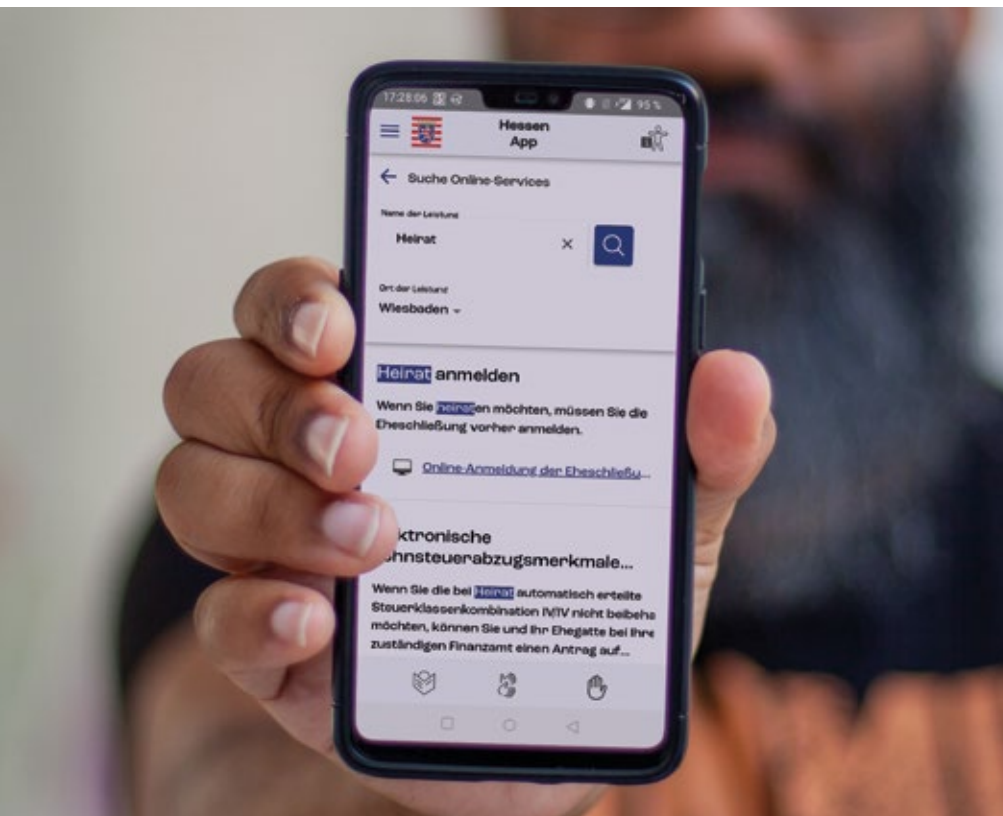 17:28:06 95 %
Hessen
App
Suche Online-Services
Name der Leistung
Heirat
Ort der Leistung
Wiesbaden
Heirat anmelden
Wenn Sie heiraten möchten, müssen Sie die
Eheschließung vorher anmelden.
Online-Anmeldung der Eheschließu...
ktronische
hnsteuerabzugsmerkmale...
Wenn Sie die bei Heirat automatisch erteilte
Steuerklassenkombination IV/IV nicht beibeha
möchten, können Sie und Ihr Ehegatte bei Ihre
zuständigen Finanzamt einen Antrag auf...